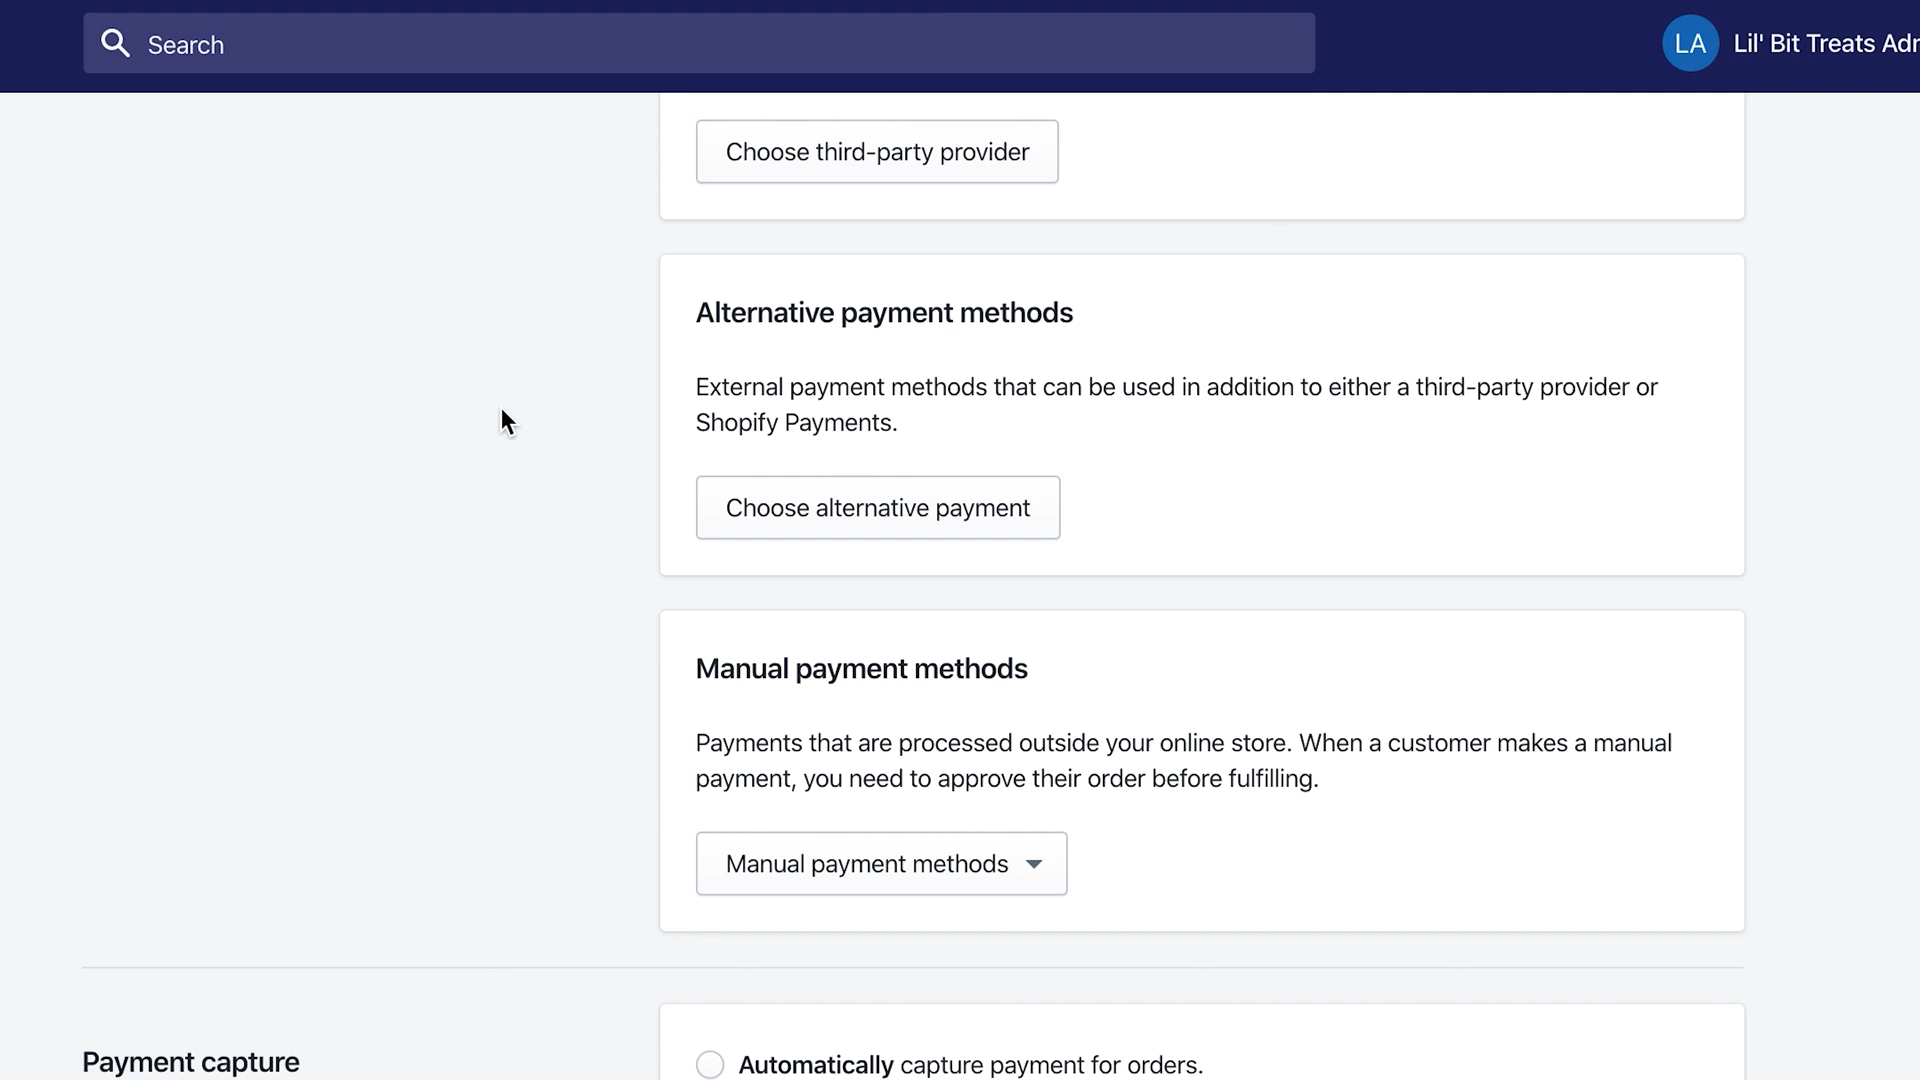 Search
LA
Lil' Bit Treats
Choose third-party provider
Alternative payment methods
External payment methods that can be used in addition to either a third-party provider or
Shopify Payments.
Choose alternative payment
Manual payment methods
Payments that are processed outside your online store. When a customer makes a manual
payment, you need to approve their order before fulfilling.
Manual payment methods
Payment capture
Automatically capture payment for orders.